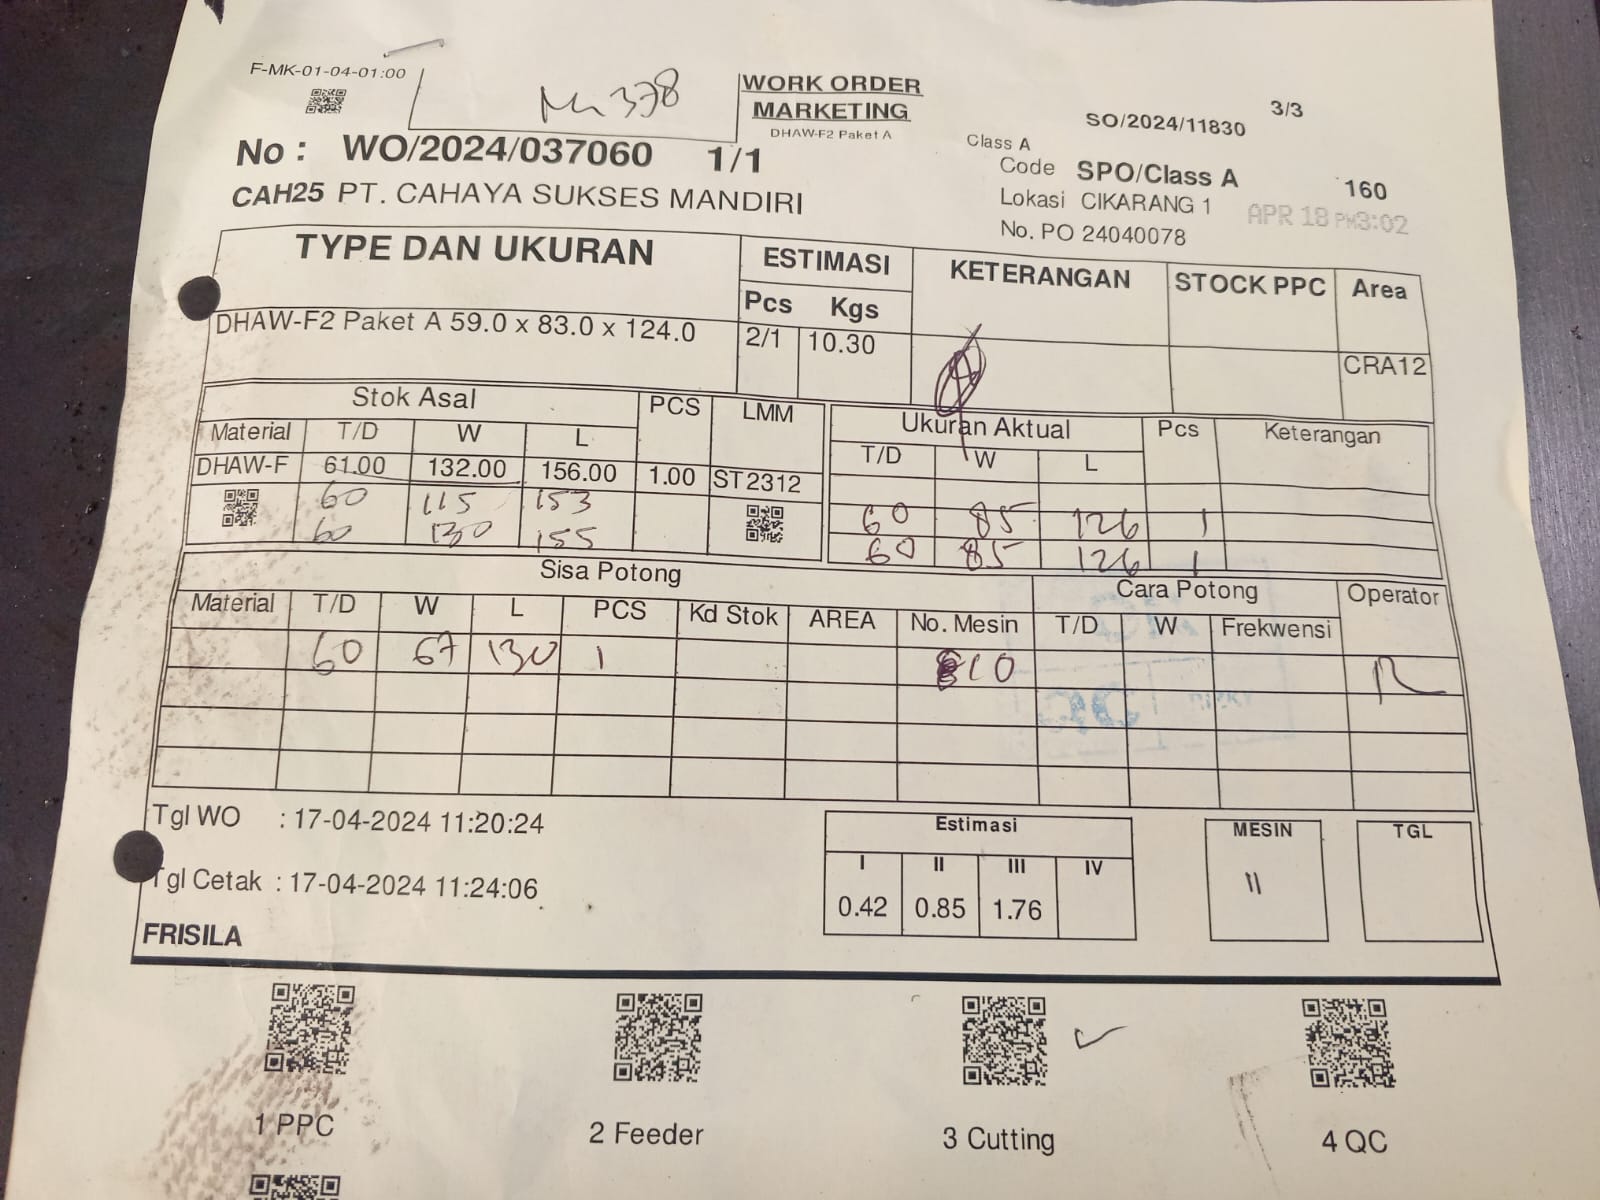 F-MK-01-04-01:00
378
WORK ORDER
MARKETING
DHAW-F2 Paket A
SO/2024/11830
3/3
No : WO/2024/037060 1/1
Class A
Code SPO/Class A 160
CAH25 PT. CAHAYA SUKSES MANDIRI
Lokasi CIKARANG 1
APR 18 PM3:02
No. PO 24040078
TYPE DAN UKURAN ESTIMASI KETERANGAN STOCK PPC Area
Pcs Kgs
DHAW-F2 Paket A 59.0 x 83.0 x 124.0 2/1 10.30 CRA12
Stok Asal PCS LMM Ukuran Aktual Pcs Keterangan
Material T/D W L T/D W L
DHAW-F 61.00 132.00 156.00 1.00 ST2312
60 115 153 60 85 126 1
60 130 155 60 85 126 1
Sisa Potong Cara Potong Operator
Material T/D W L PCS Kd Stok AREA No. Mesin T/D W Frekwensi
60 67 130 1 10
Tgl WO : 17-04-2024 11:20:24
Tgl Cetak : 17-04-2024 11:24:06
FRISILA
Estimasi
I II III IV
0.42 0.85 1.76
MESIN
11
TGL
1 PPC
2 Feeder
3 Cutting
4 QC